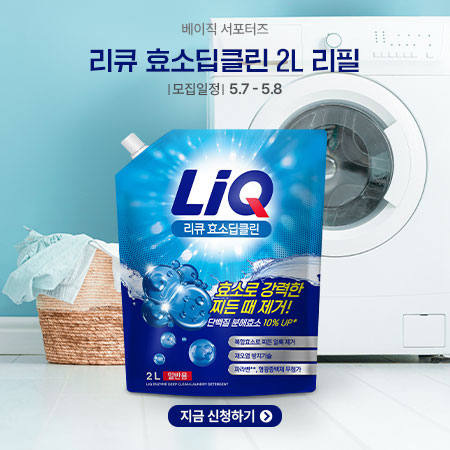 베이직 서포터즈
리큐 효소딥클린 2L 리필
|모집일정| 5.7 - 5.8
LiQ
리큐 효소딥클린
효소로 강력한
찌든 때 제거!
단백질 분해효소 10% UP*
복합효소로 찌든 얼룩 제거
재오염 방지기술
파라벤**, 형광증백제 무첨가
2L 일반용
LIQ ENZYME DEEP CLEAN LAUNDRY DETERGENT
지금 신청하기